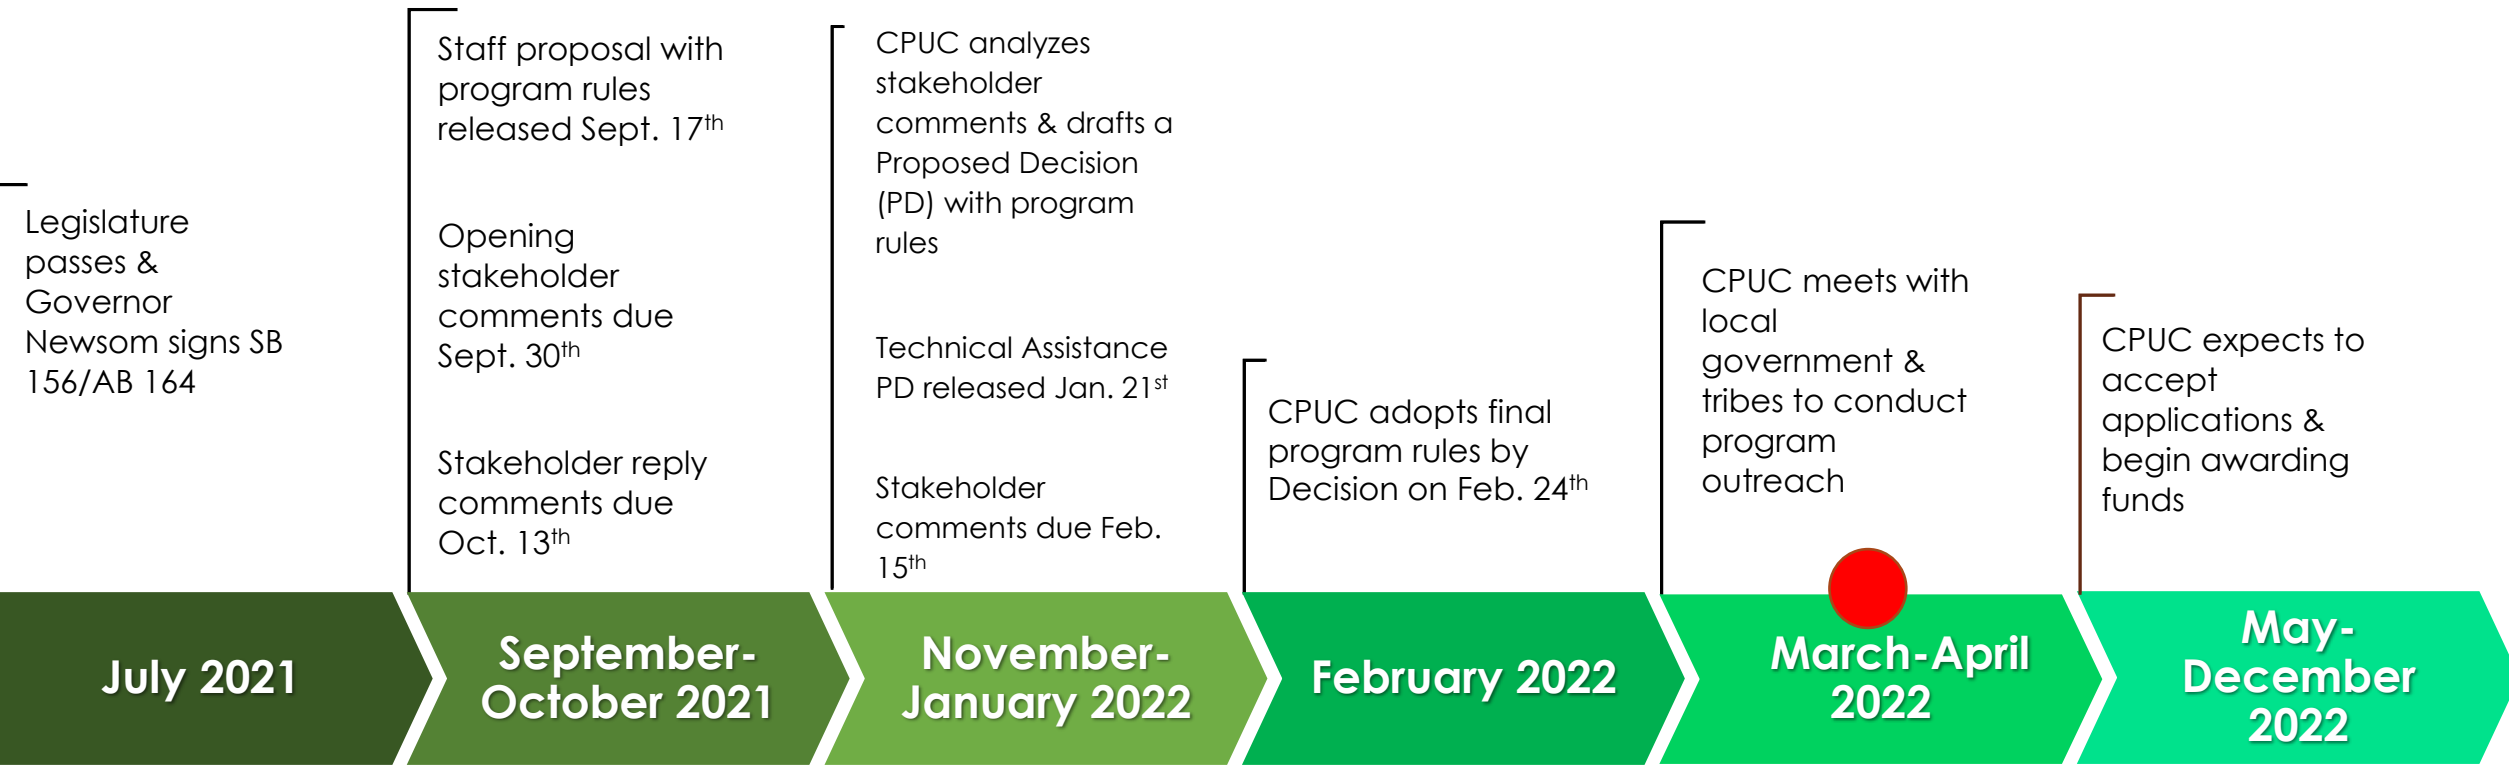 Legislature
passes &
Governor
Newsom signs SB
156/AB 164
Staff proposal with
program rules
released Sept. 17th
Opening
stakeholder
comments due
Sept. 30th
Stakeholder reply
comments due
Oct. 13th
CPUC analyzes
stakeholder
comments & drafts a
Proposed Decision
(PD) with program
rules
Technical Assistance
PD released Jan. 21st
Stakeholder
comments due Feb.
15th
CPUC adopts final
program rules by
Decision on Feb. 24th
CPUC meets with
local
government &
tribes to conduct
program
outreach
CPUC expects to
accept
applications &
begin awarding
funds
July 2021
September-
October 2021
November-
January 2022
February 2022
March-April
2022
May-
December
2022